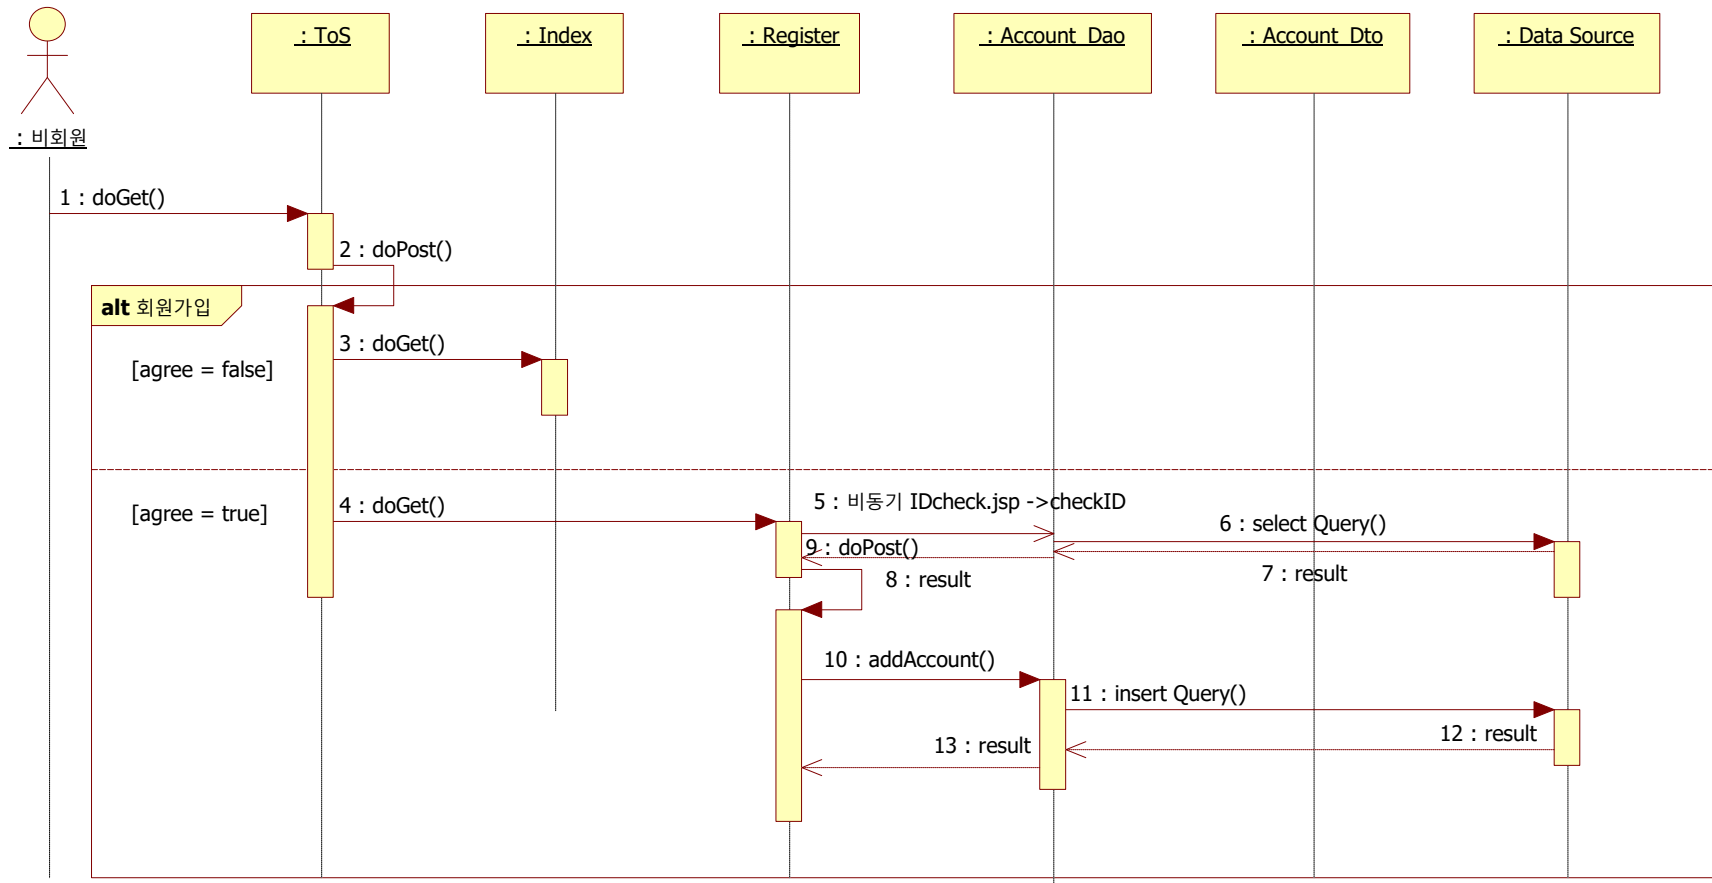 : ToS
: Index
: Register
: Account_Dao
: Account_Dto
: Data Source
: 비회원
1 : doGet()
2 : doPost()
alt 회원가입
3 : doGet()
[agree = false]
[agree = true]
4 : doGet()
5 : 비동기 IDcheck.jsp ->checkID
6 : select Query()
9 : doPost()
8 : result
7 : result
10 : addAccount()
11 : insert Query()
12 : result
13 : result